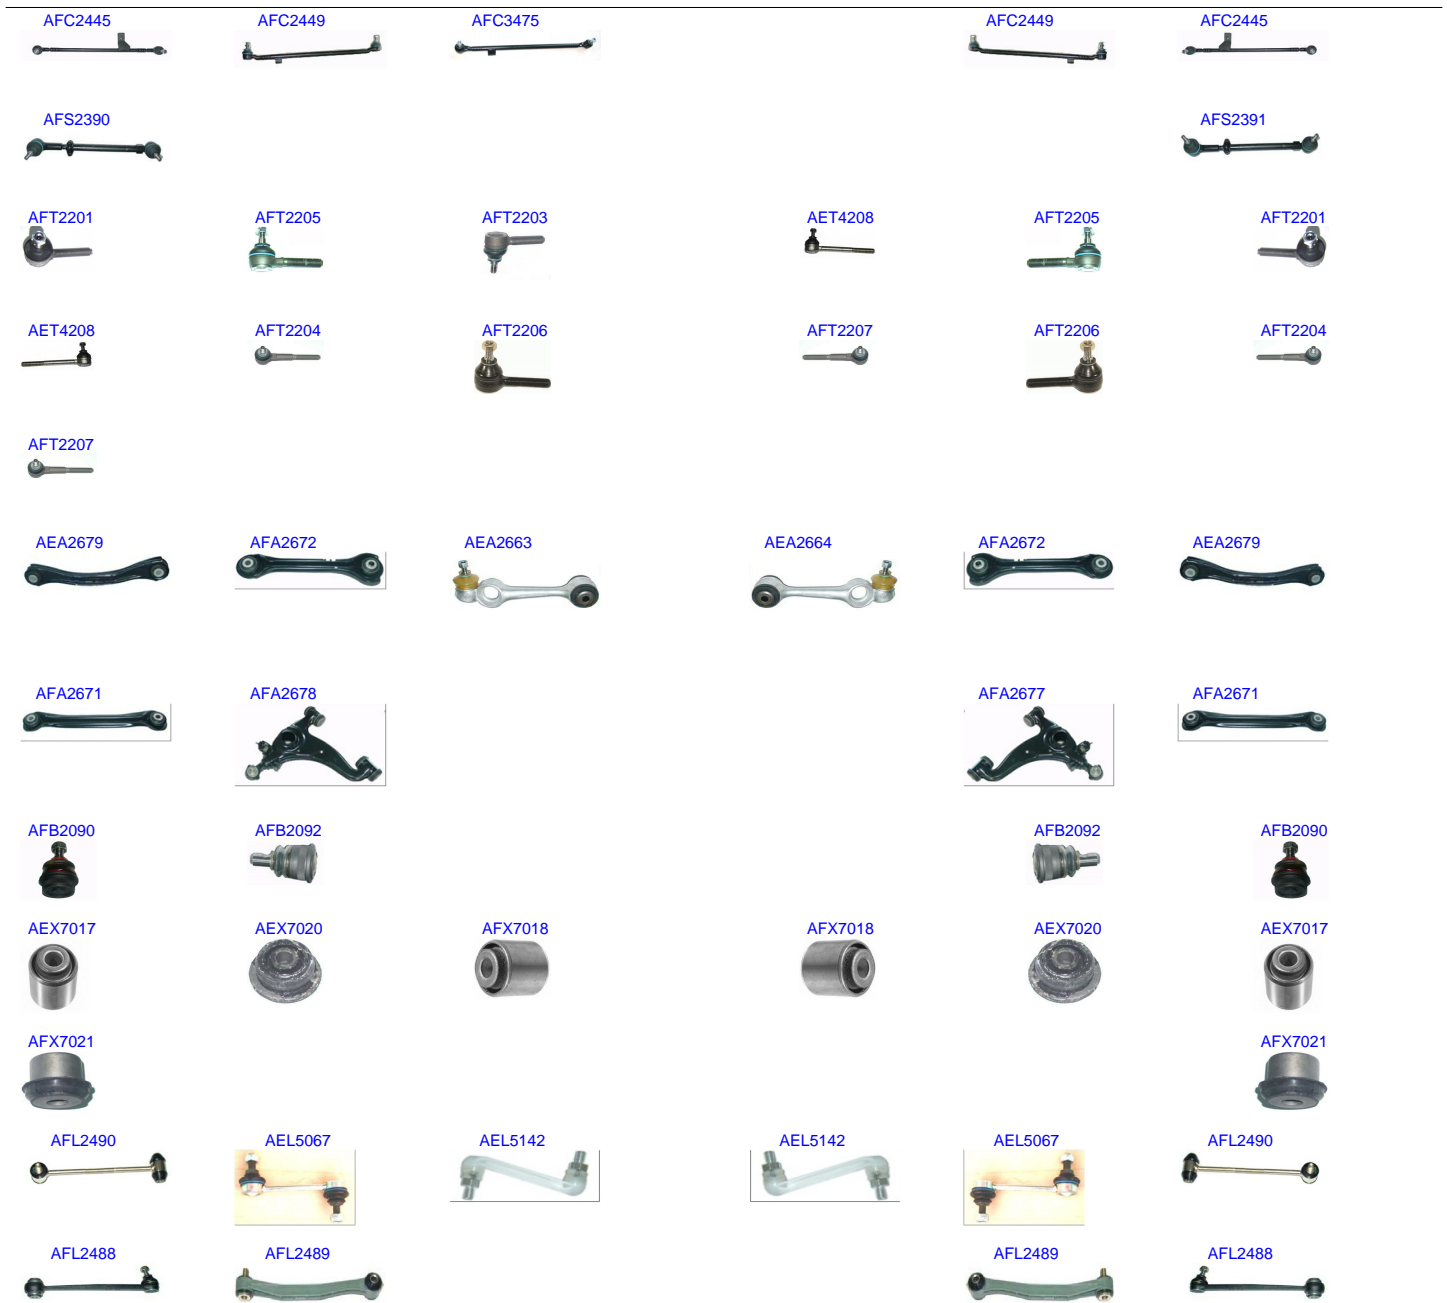 AFC2445 AFC2449 AFC3475 AFC2449 AFC2445
AFS2390 AFS2391
AFT2201 AFT2205 AFT2203 AET4208 AFT2205 AFT2201
AET4208 AFT2204 AFT2206 AFT2207 AFT2206 AFT2204
AFT2207
AEA2679 AFA2672 AEA2663 AEA2664 AFA2672 AEA2679
AFA2671 AFA2678 AFA2677 AFA2671
AFB2090 AFB2092 AFB2092 AFB2090
AEX7017 AEX7020 AFX7018 AFX7018 AEX7020 AEX7017
AFX7021 AFX7021
AFL2490 AEL5067 AEL5142 AEL5142 AEL5067 AFL2490
AFL2488 AFL2489 AFL2489 AFL2488